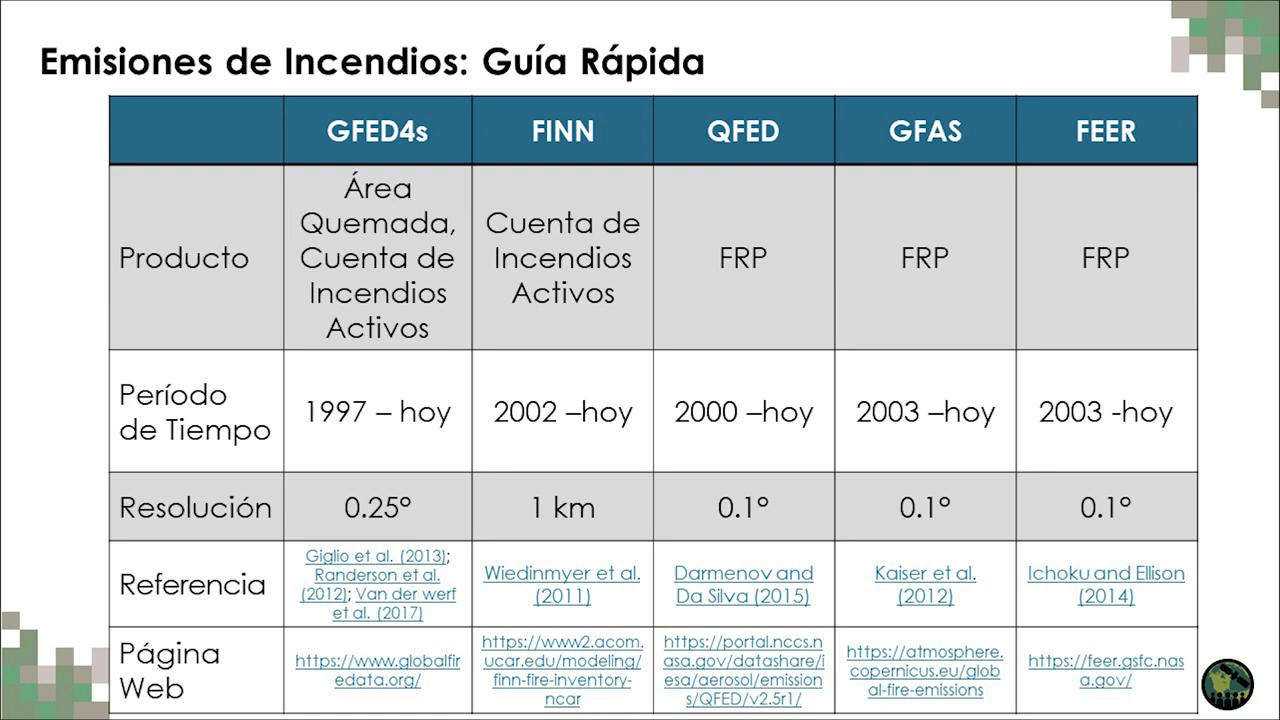 Emisiones de Incendios: Guía Rápida
GFED4s
FINN
QFED
GFAS
FEER
Producto
Área
Quemada,
Cuenta de
Incendios
Activos
Cuenta de
Incendios
Activos
FRP
FRP
FRP
Período
de Tiempo
1997 – hoy
2002 –hoy
2000 –hoy
2003 –hoy
2003 -hoy
Resolución
0.25°
1 km
0.1°
0.1°
0.1°
Referencia
Giglio et al. (2013);
Randerson et al.
(2012); Van der werf
et al. (2017)
Wiedinmyer et al.
(2011)
Darmenov and
Da Silva (2015)
Kaiser et al.
(2012)
Ichoku and Ellison
(2014)
Página
Web
https://www.globalfir
edata.org/
https://www2.acom.
ucar.edu/modeling/
finn-fire-inventory-
ncar
https://portal.nccs.n
asa.gov/datashare/i
esa/aerosol/emission
s/QFED/v2.5r1/
https://atmosphere.
copernicus.eu/glob
al-fire-emissions
https://feer.gsfc.nas
a.gov/